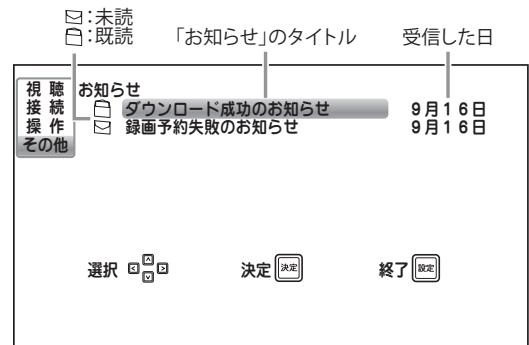 ：未読
：既読
「お知らせ」のタイトル
受信した日
視聴
接続
操作
その他
お知らせ
ダウンロード成功のお知らせ 9月16日
録画予約失敗のお知らせ 9月16日
選択 決定 決定 終了 設定